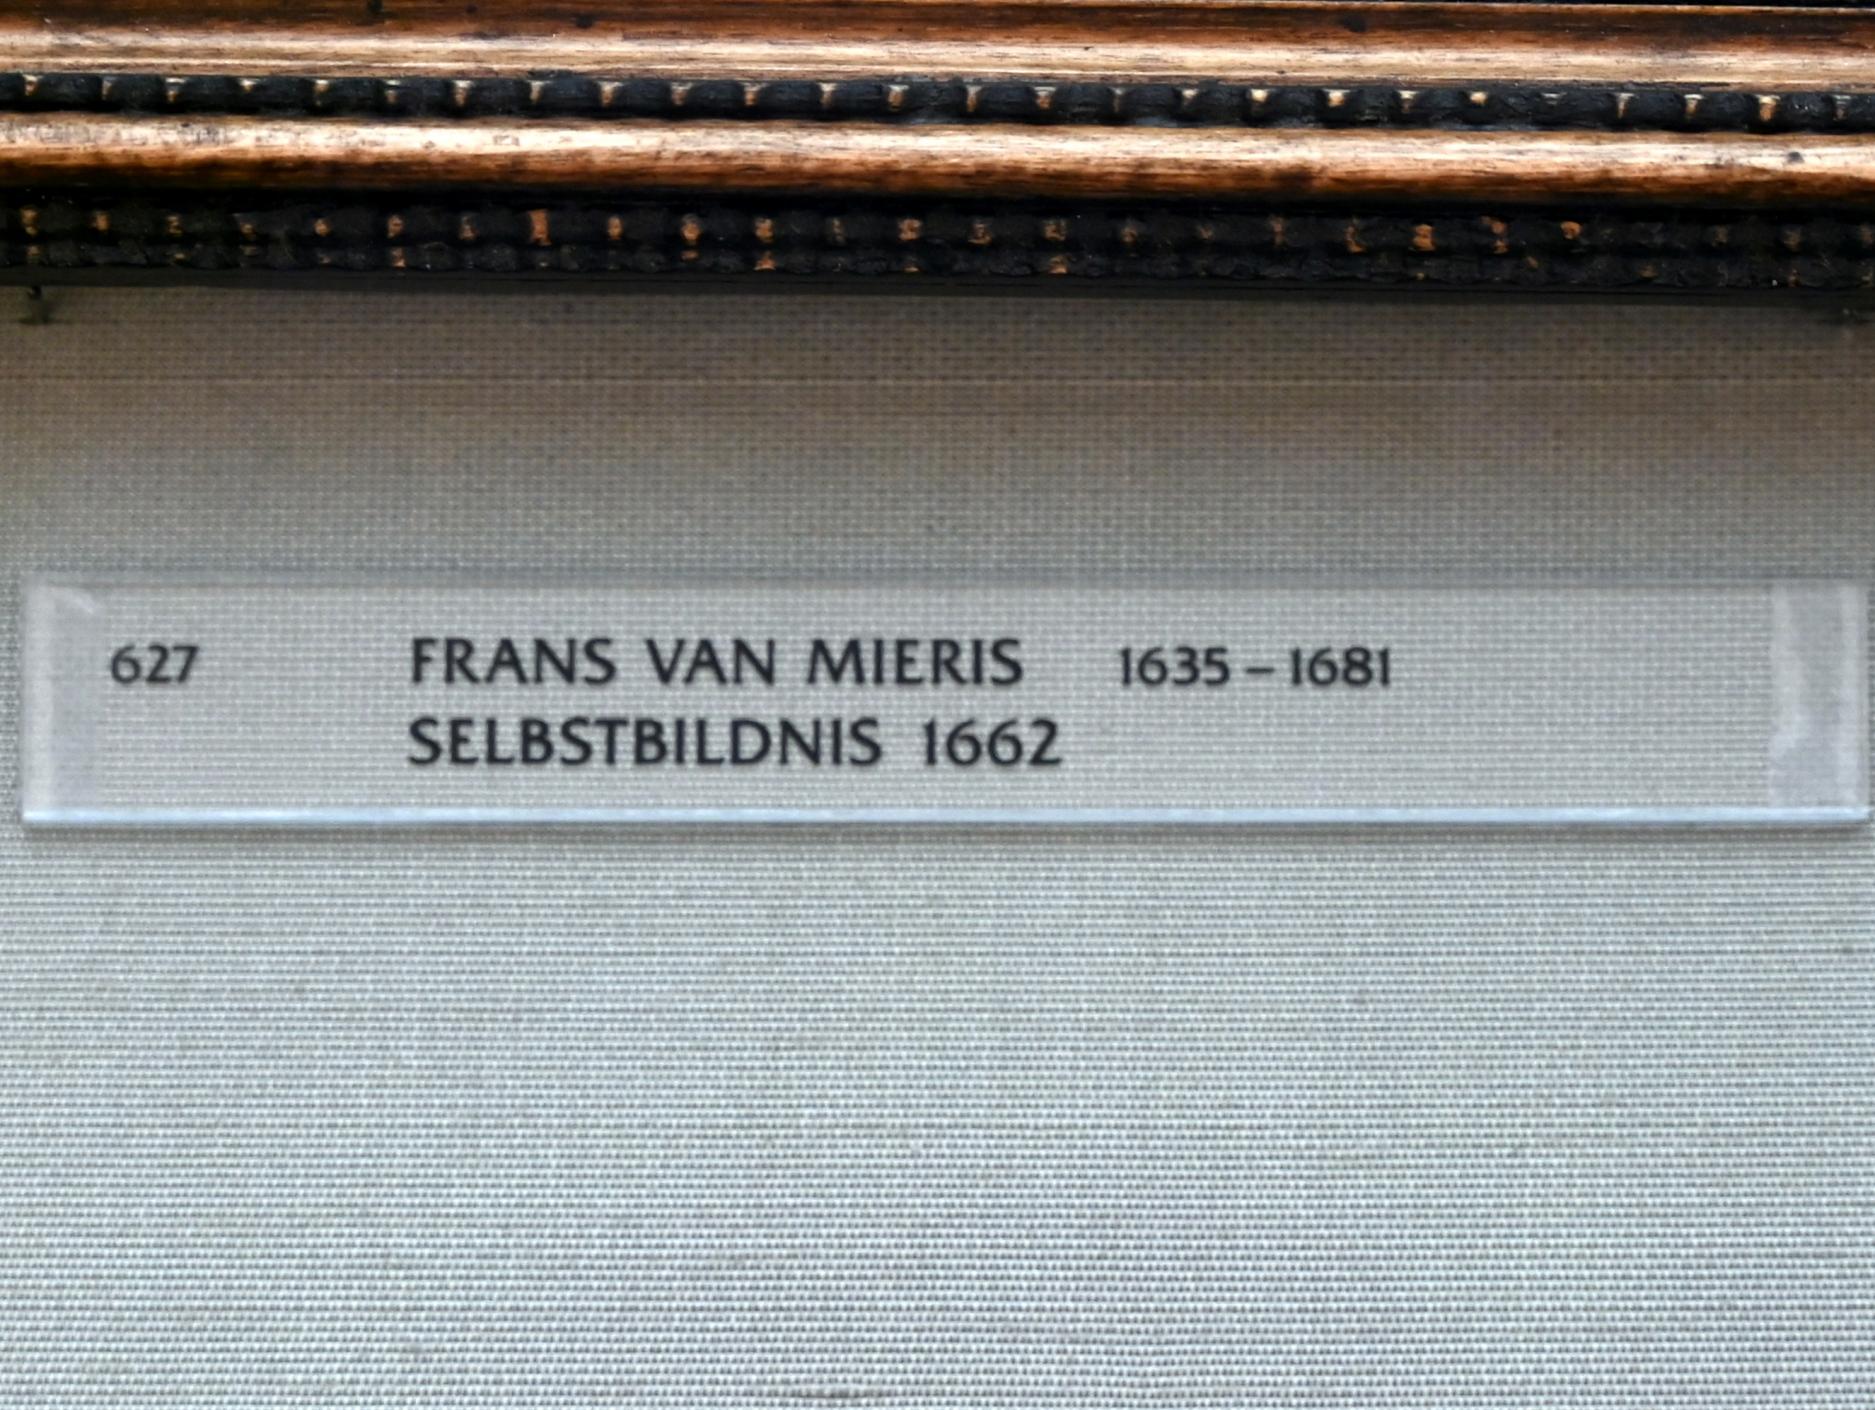 627 FRANS VAN MIERIS 1635 – 1681
SELBSTBILDNIS 1662